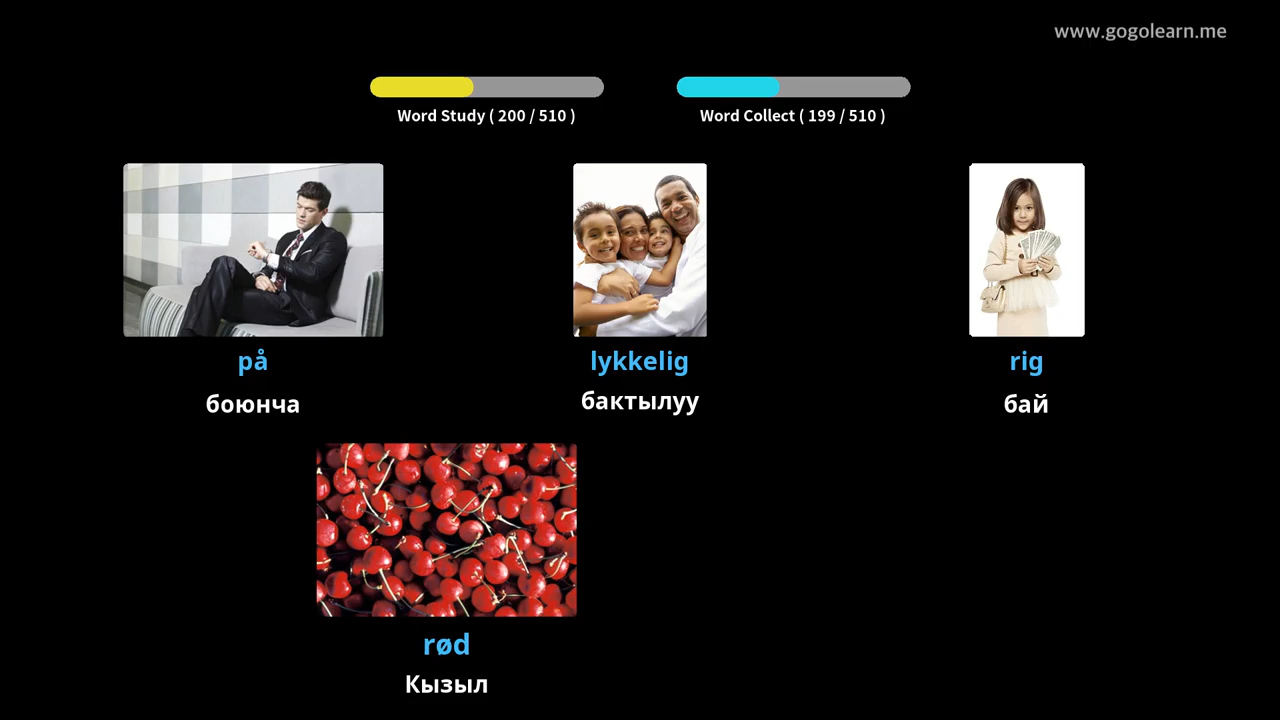 www.gogolearn.me
Word Study ( 200 / 510 )
Word Collect ( 199 / 510 )
på
lykkelig
rig
боюнча
бактылуу
бай
rød
Кызыл